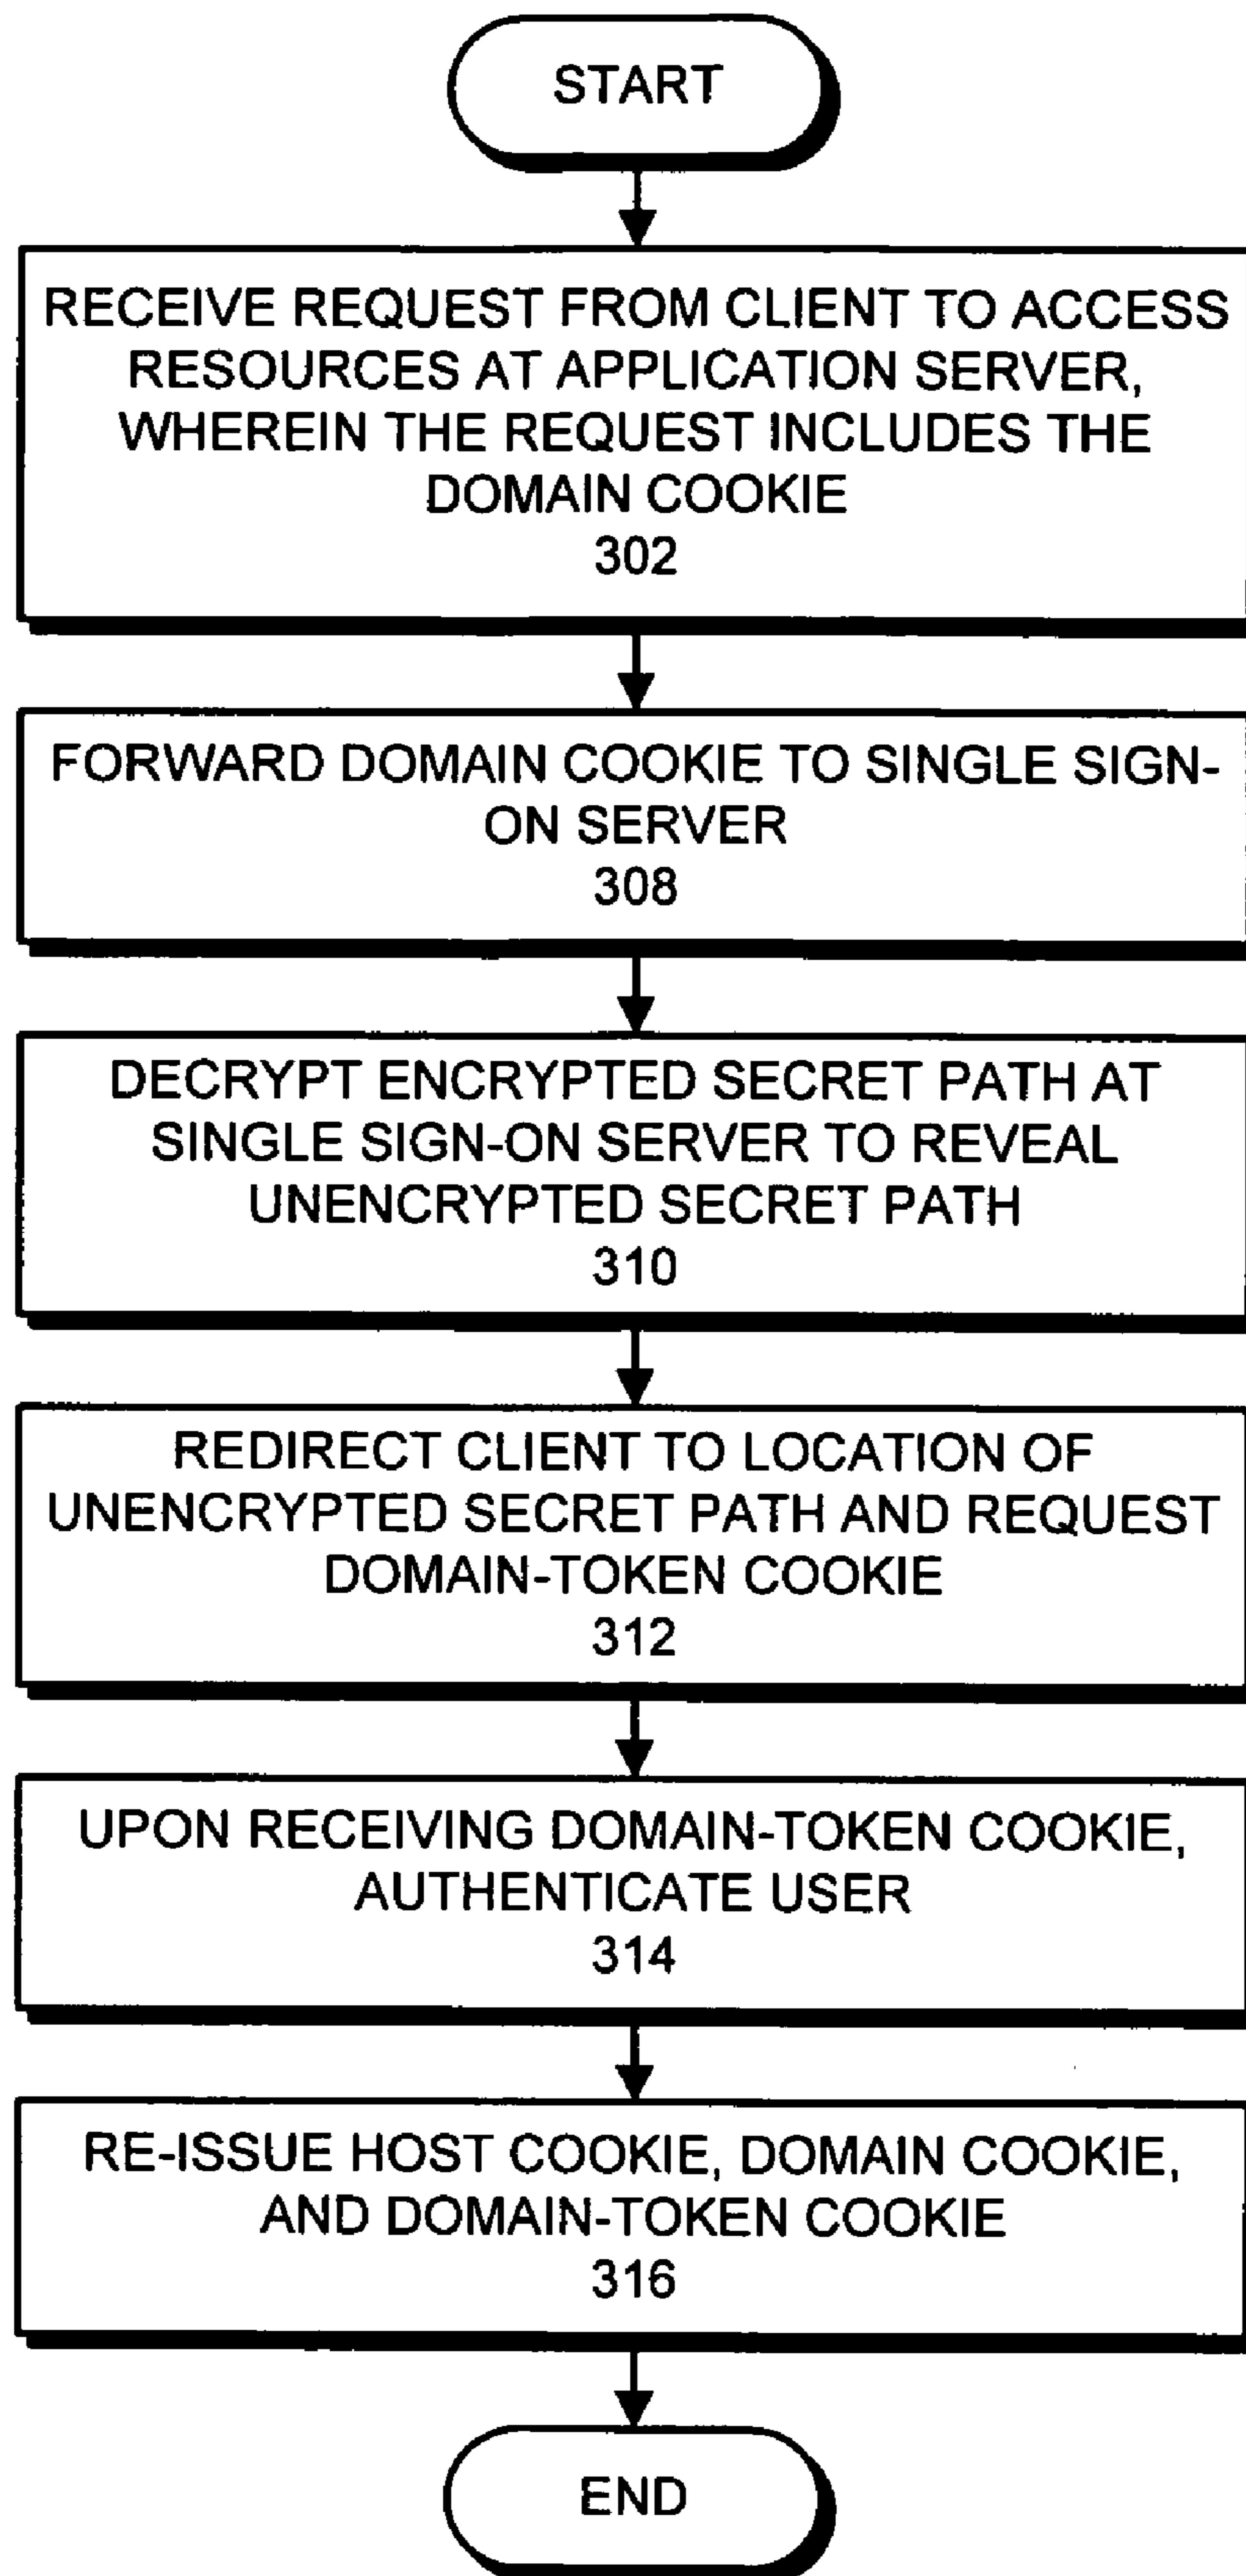 START
RECEIVE REQUEST FROM CLIENT TO ACCESS
RESOURCES AT APPLICATION SERVER,
WHEREIN THE REQUEST INCLUDES THE
DOMAIN COOKIE
302
FORWARD DOMAIN COOKIE TO SINGLE SIGN-
ON SERVER
308
DECRYPT ENCRYPTED SECRET PATH AT
SINGLE SIGN-ON SERVER TO REVEAL
UNENCRYPTED SECRET PATH
310
REDIRECT CLIENT TO LOCATION OF
UNENCRYPTED SECRET PATH AND REQUEST
DOMAIN-TOKEN COOKIE
312
UPON RECEIVING DOMAIN-TOKEN COOKIE,
AUTHENTICATE USER
314
RE-ISSUE HOST COOKIE, DOMAIN COOKIE,
AND DOMAIN-TOKEN COOKIE
316
END